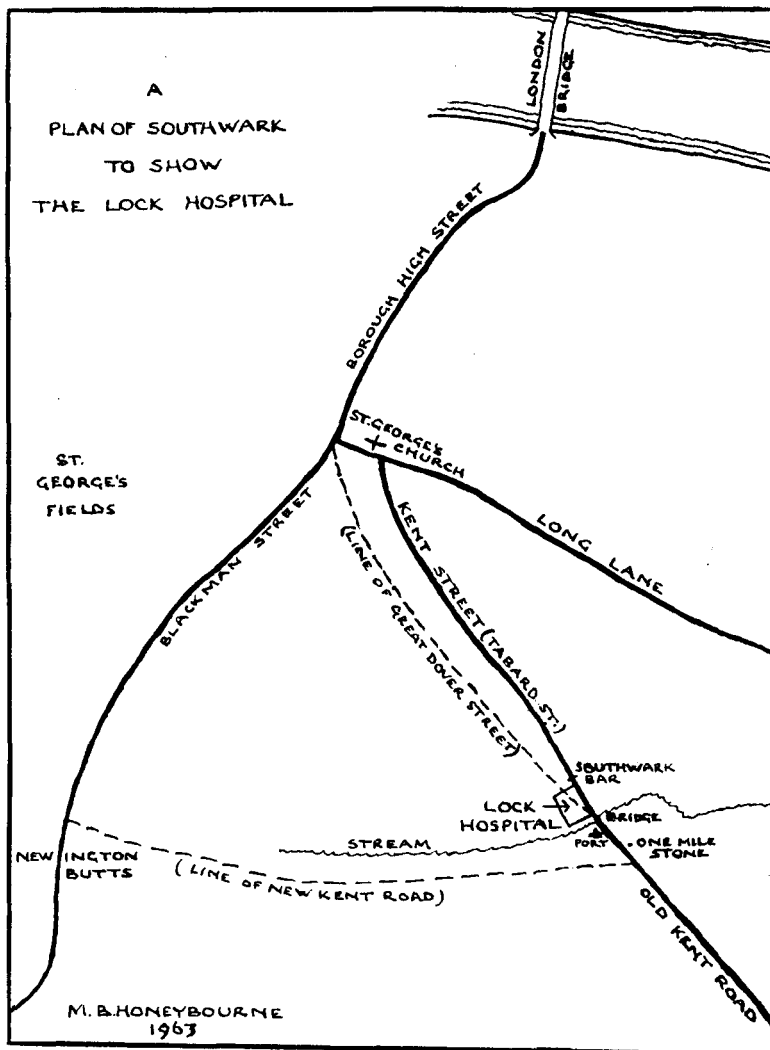 A
PLAN OF SOUTHWARK
TO SHOW
THE LOCK HOSPITAL
LONDON
BRIDGE
BOROUGH HIGH STREET
ST. GEORGE'S
CHURCH
ST.
GEORGE'S
FIELDS
BLACKMAN STREET
LONG LANE
KENT STREET (TABARD ST.)
(LINE OF GREAT DOVER STREET)
SOUTHWARK
BAR
LOCK
HOSPITAL
BRIDGE
STREAM
PORT
ONE MILE
STONE
NEWINGTON
BUTTS
(LINE OF NEW KENT ROAD)
OLD KENT ROAD
M. B. HONEYBOURNE
1963